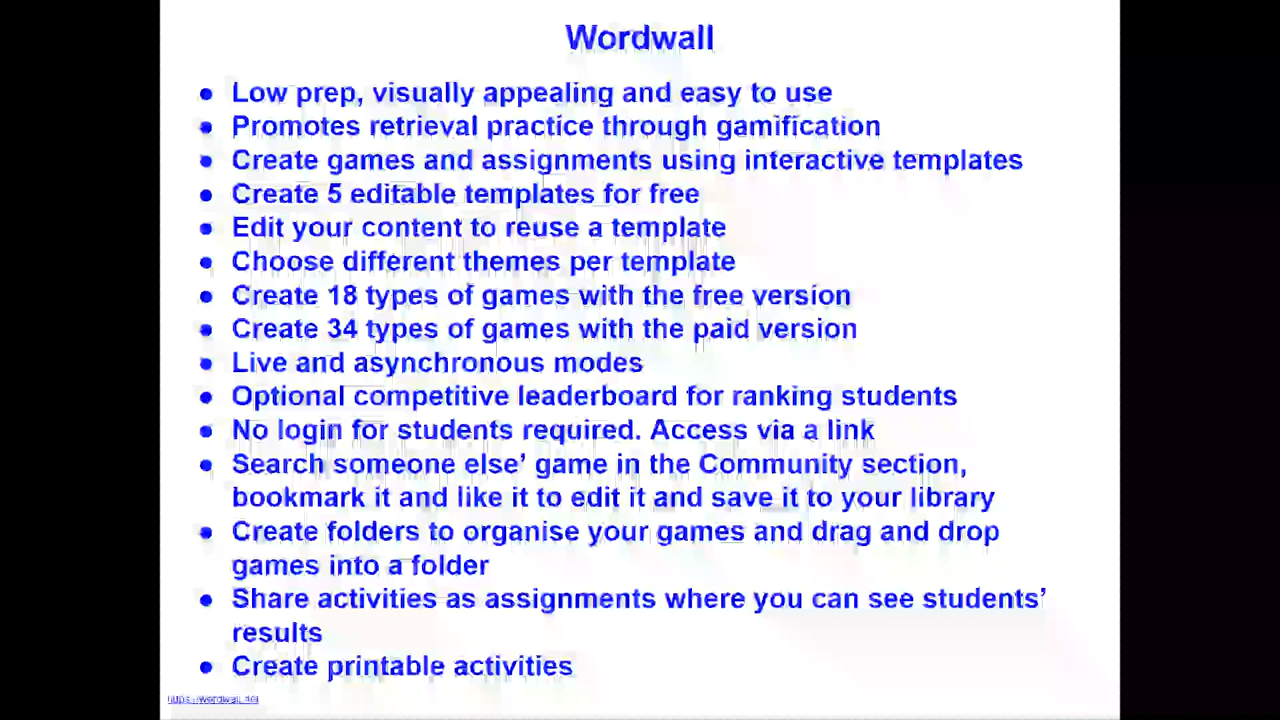 Wordwall
● Low prep, visually appealing and easy to use
● Promotes retrieval practice through gamification
● Create games and assignments using interactive templates
● Create 5 editable templates for free
● Edit your content to reuse a template
● Choose different themes per template
● Create 18 types of games with the free version
● Create 34 types of games with the paid version
● Live and asynchronous modes
● Optional competitive leaderboard for ranking students
● No login for students required. Access via a link
● Search someone else’ game in the Community section,
bookmark it and like it to edit it and save it to your library
● Create folders to organise your games and drag and drop
games into a folder
● Share activities as assignments where you can see students’
results
● Create printable activities
https://wordwall.net